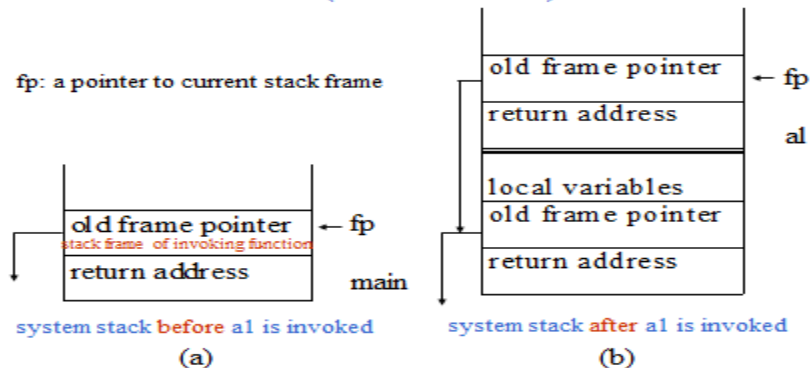 fp: a pointer to current stack frame
old frame pointer
stack frame of invoking function
return address
fp
main
system stack before a1 is invoked
(a)
old frame pointer
fp
return address
a1
local variables
old frame pointer
return address
system stack after a1 is invoked
(b)